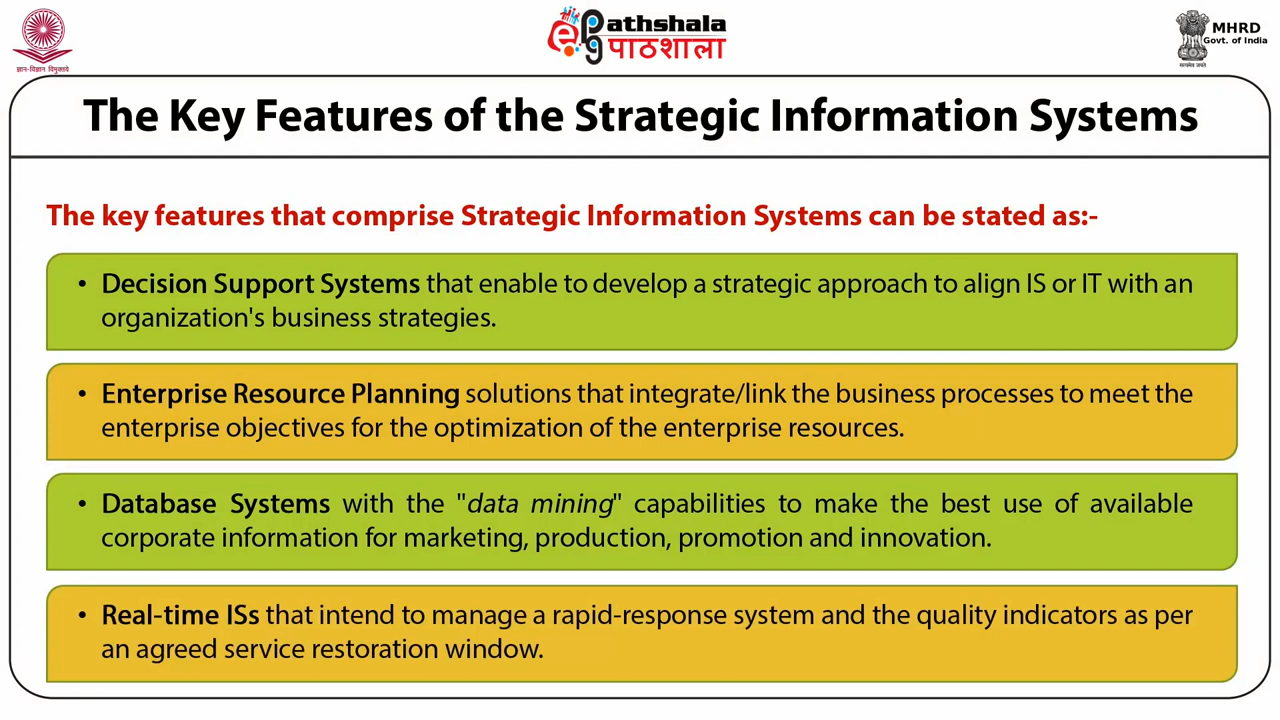 ज्ञान-विज्ञान विमुक्तये
ePG Pathshala
पाठशाला
MHRD
Govt. of India
सत्यमेव जयते
The Key Features of the Strategic Information Systems
The key features that comprise Strategic Information Systems can be stated as:-
• Decision Support Systems that enable to develop a strategic approach to align IS or IT with an
organization's business strategies.
• Enterprise Resource Planning solutions that integrate/link the business processes to meet the
enterprise objectives for the optimization of the enterprise resources.
• Database Systems with the "data mining" capabilities to make the best use of available
corporate information for marketing, production, promotion and innovation.
• Real-time ISs that intend to manage a rapid-response system and the quality indicators as per
an agreed service restoration window.